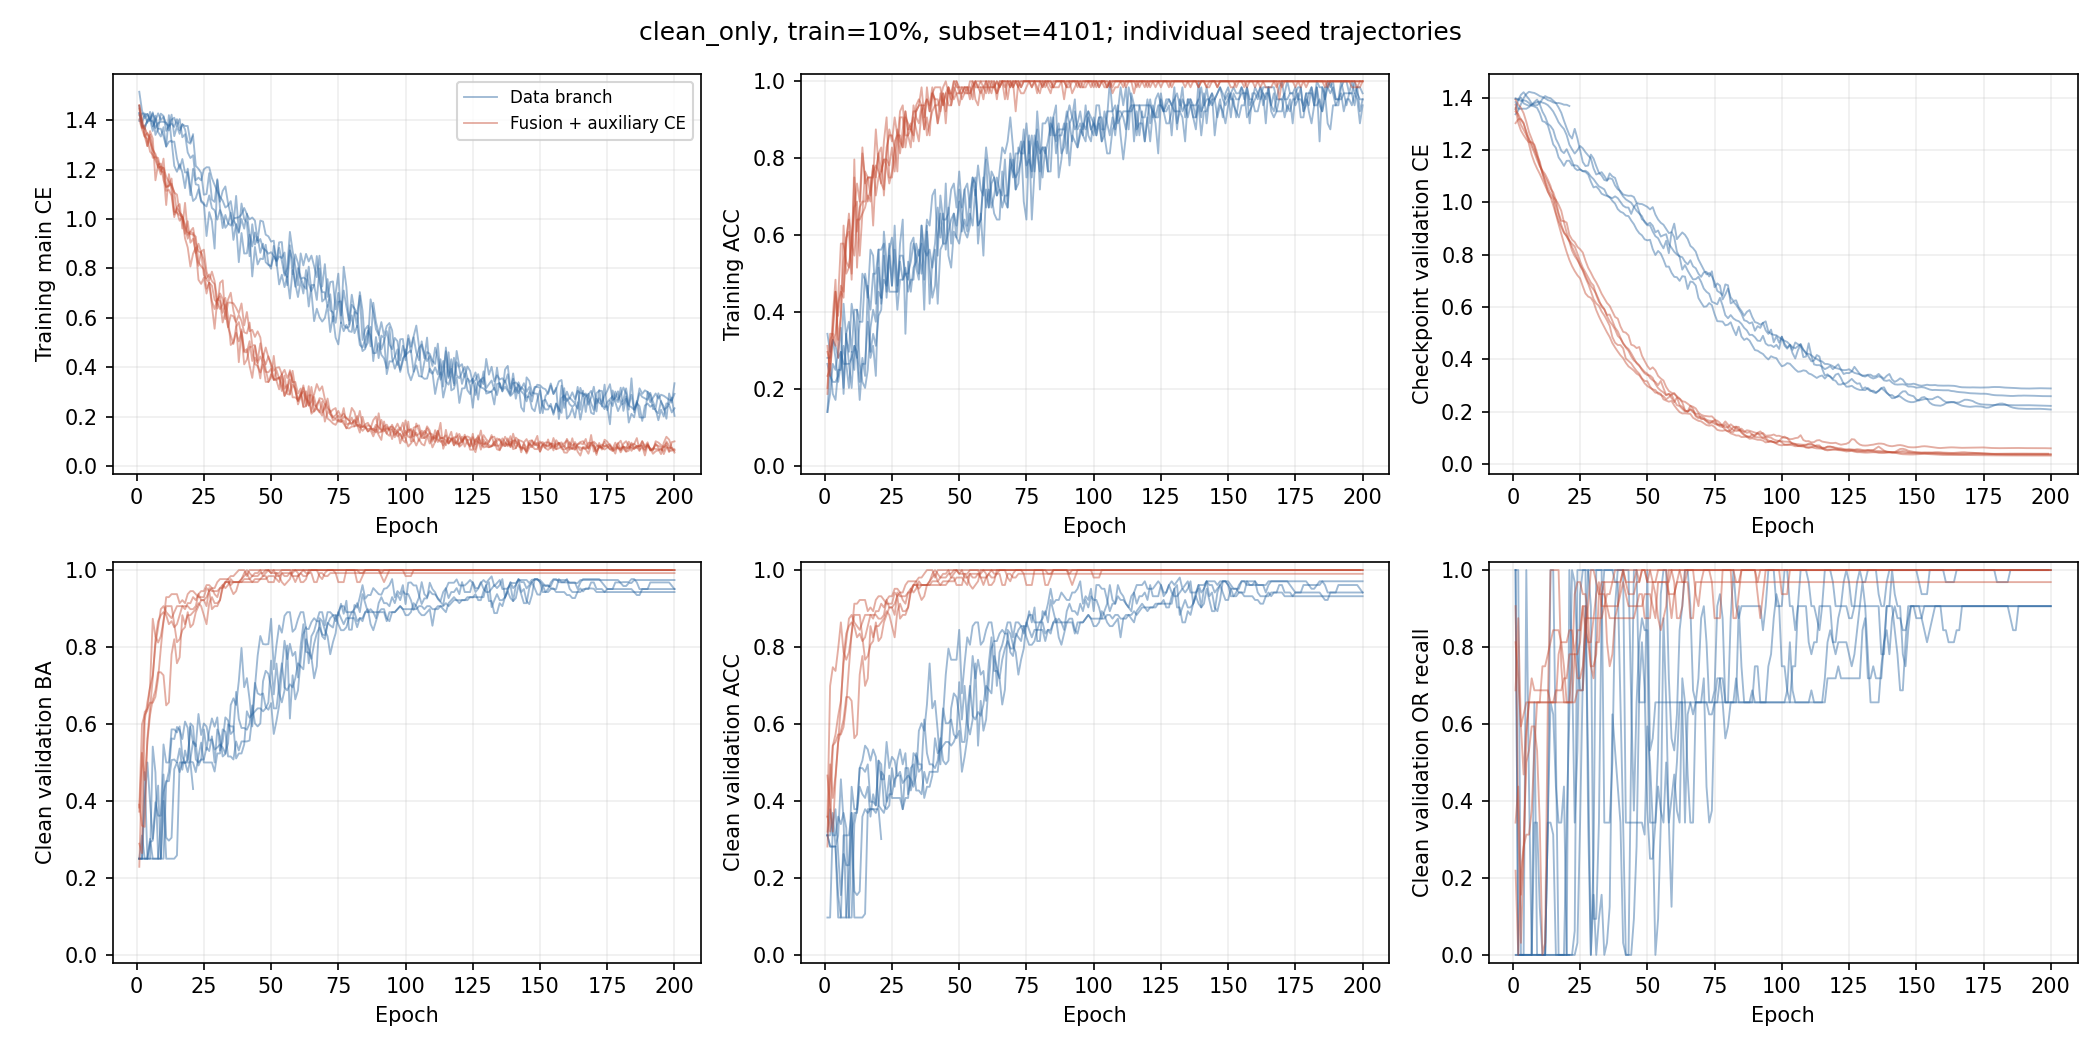 clean_only, train=10%, subset=4101; individual seed trajectories
Training main CE
1.4
1.2
1.0
0.8
0.6
0.4
0.2
0.0
Data branch
Fusion + auxiliary CE
0 25 50 75 100 125 150 175 200
Epoch
Training ACC
1.0
0.8
0.6
0.4
0.2
0.0
0 25 50 75 100 125 150 175 200
Epoch
Checkpoint validation CE
1.4
1.2
1.0
0.8
0.6
0.4
0.2
0.0
0 25 50 75 100 125 150 175 200
Epoch
Clean validation BA
1.0
0.8
0.6
0.4
0.2
0.0
0 25 50 75 100 125 150 175 200
Epoch
Clean validation ACC
1.0
0.8
0.6
0.4
0.2
0.0
0 25 50 75 100 125 150 175 200
Epoch
Clean validation OR recall
1.0
0.8
0.6
0.4
0.2
0.0
0 25 50 75 100 125 150 175 200
Epoch